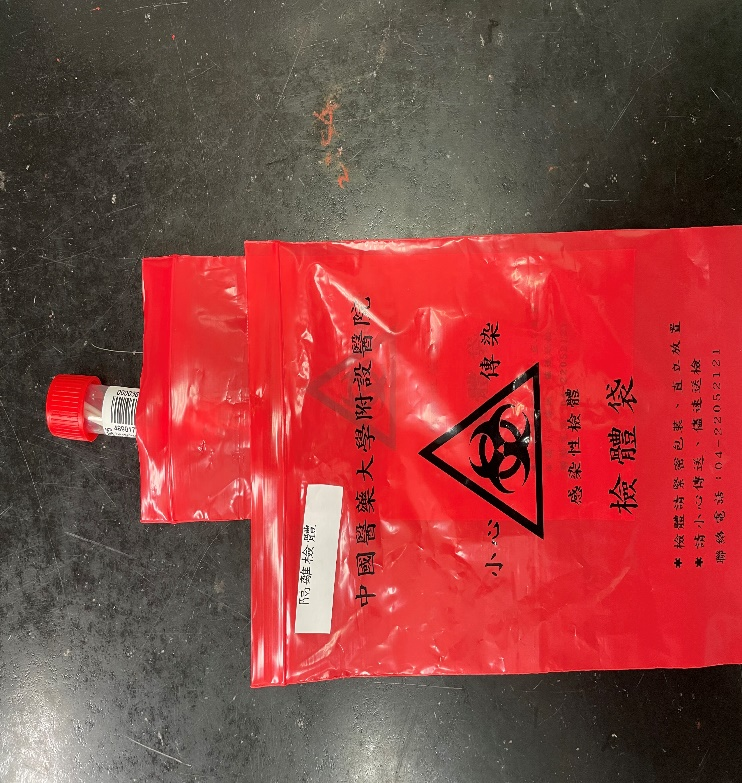 隔離檢體
中國醫藥大學附設醫院
小心 傳染
感染性檢體
檢體袋
＊檢體請緊密包裝、直立放置
＊請小心傳送、儘速送檢
聯絡電話:04-22052121